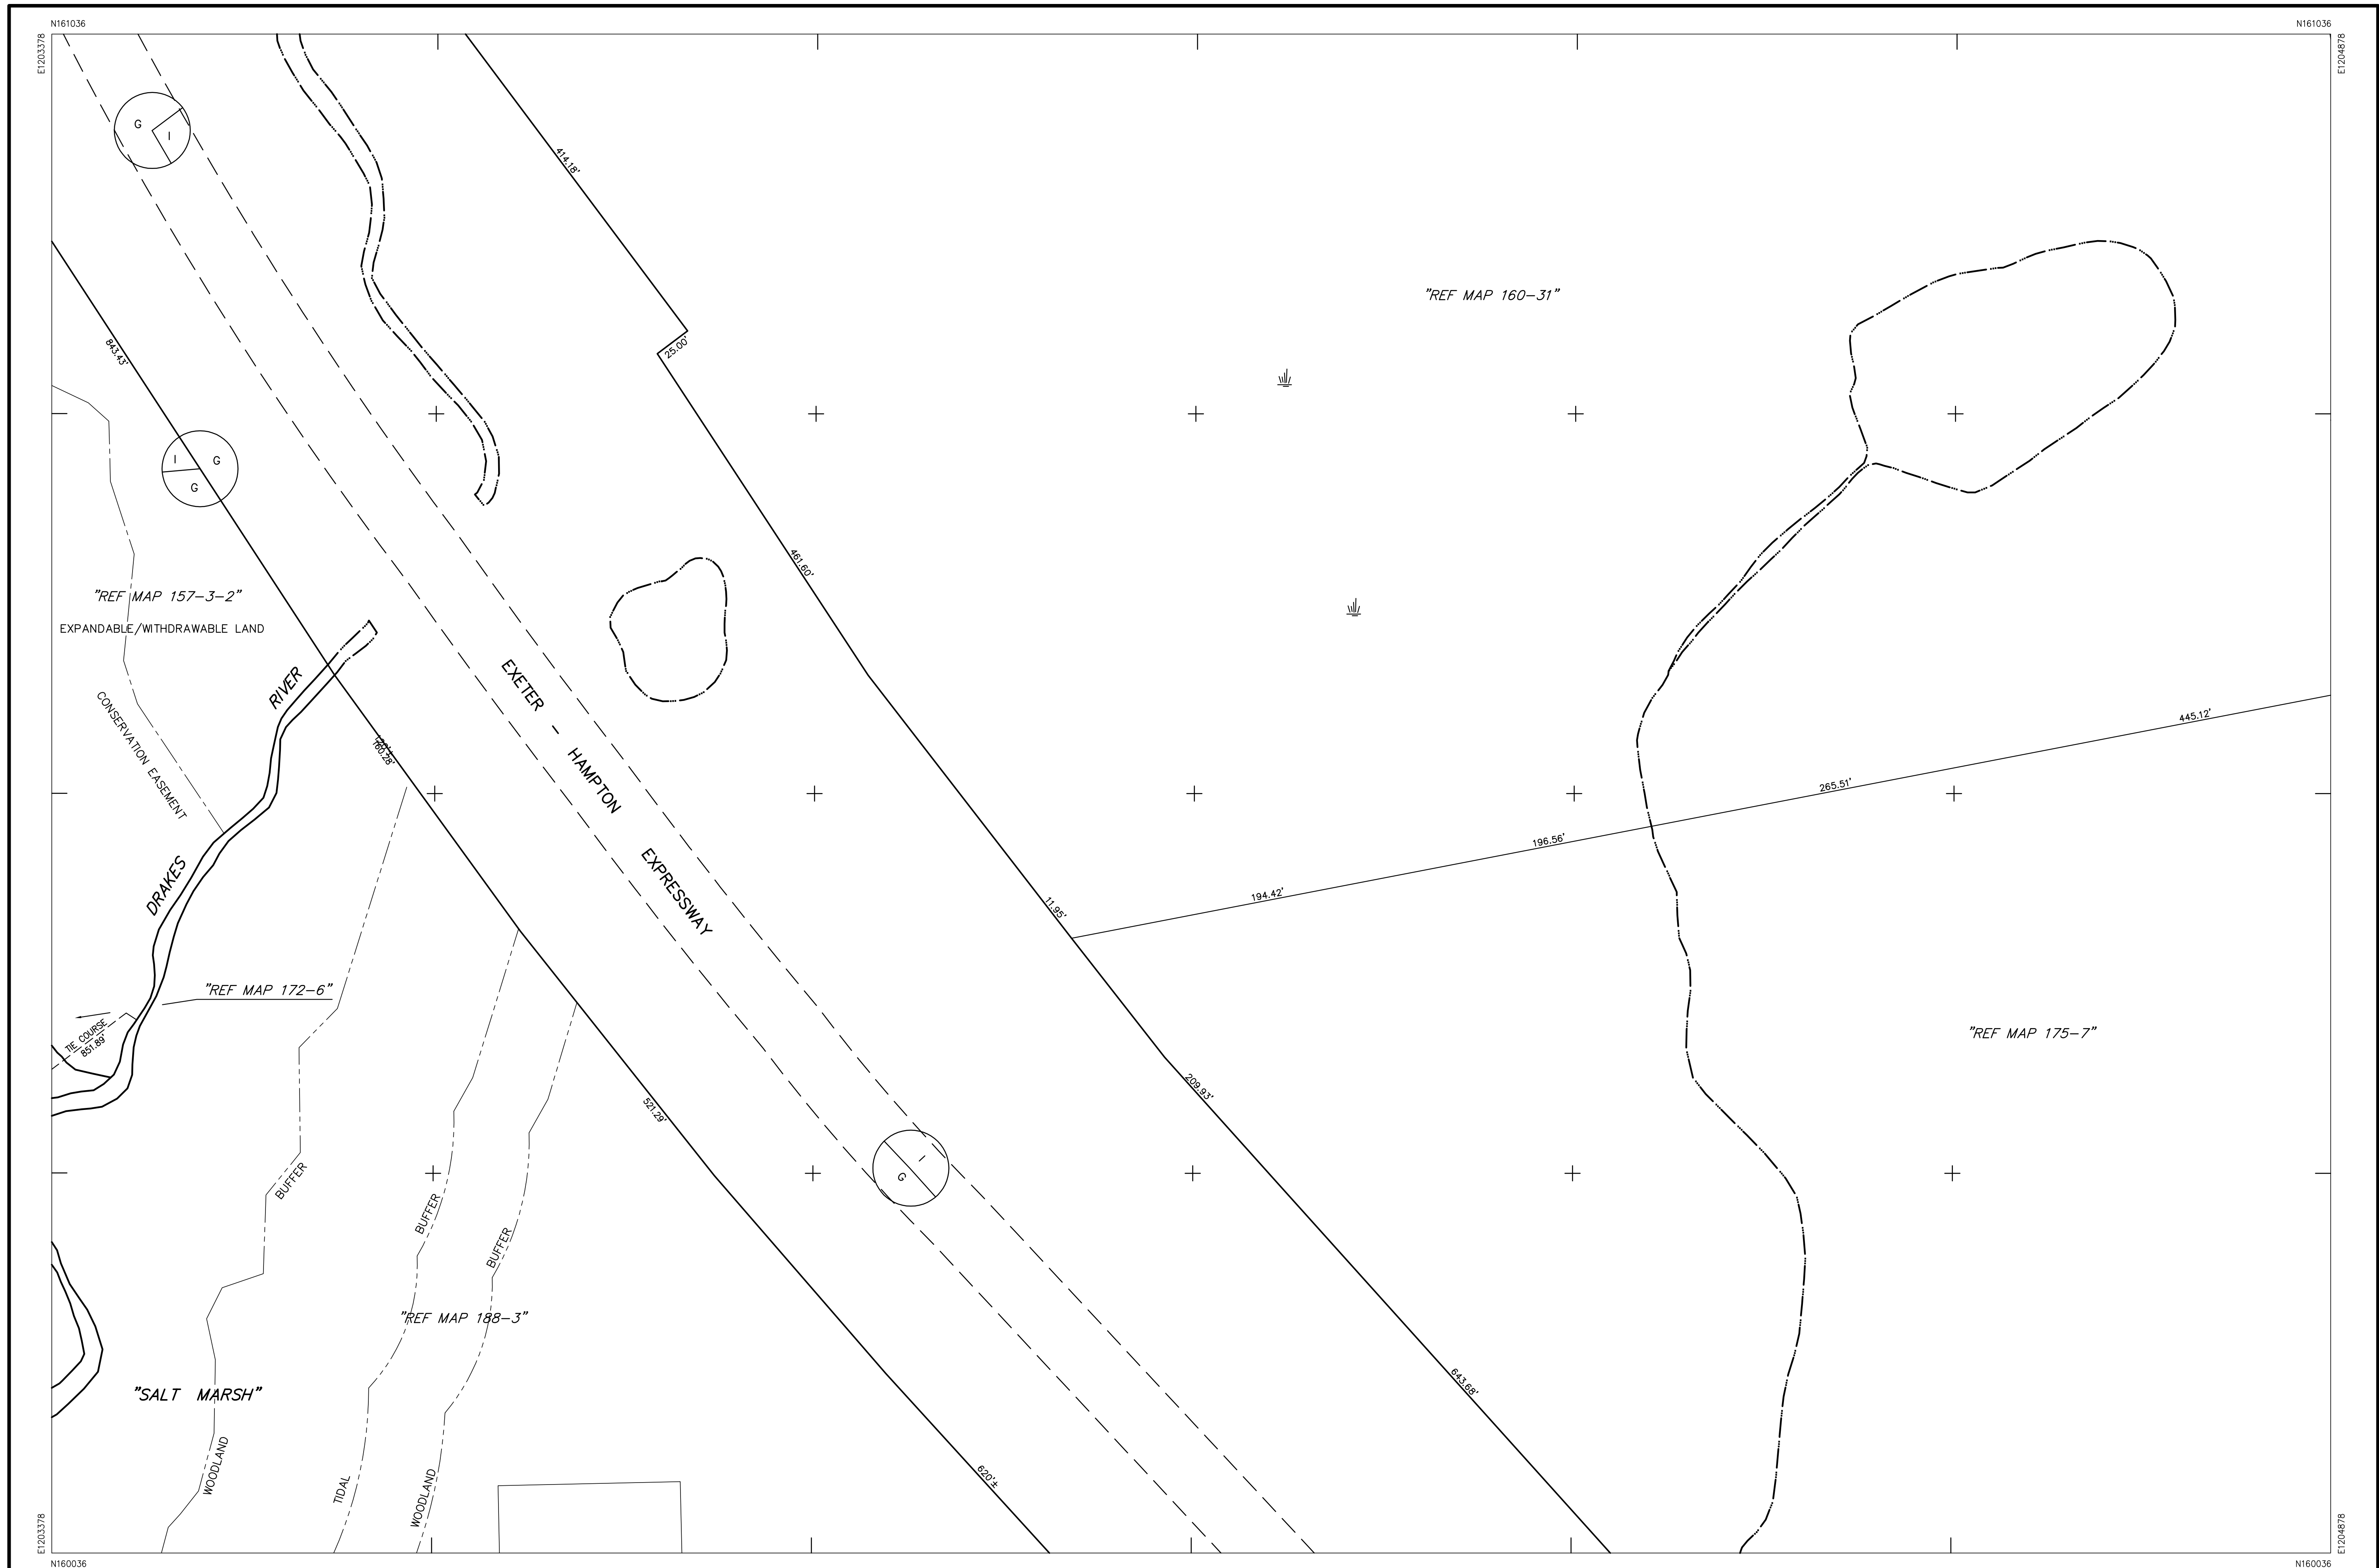 N161036
N161036
E1203378
E1204878
G
I
414.18'
"REF MAP 160-31"
25.00'
843.43'
I
G
G
461.60'
"REF MAP 157-3-2"
EXPANDABLE/WITHDRAWABLE LAND
RIVER
EXETER - HAMPTON EXPRESSWAY
CONSERVATION EASEMENT
445.12'
160.28'
265.51'
196.56'
DRAKES
194.42'
11.95'
"REF MAP 172-6"
TIE COURSE
851.89'
"REF MAP 175-7"
209.93'
521.29'
BUFFER
BUFFER
BUFFER
I
G
"REF MAP 188-3"
"SALT MARSH"
643.68'
WOODLAND
TIDAL
WOODLAND
620'±
E1203378
E1204878
N160036
N160036